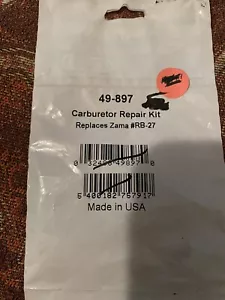 49-897
Carburetor Repair Kit
Replaces Zama #RB-27
Made in USA